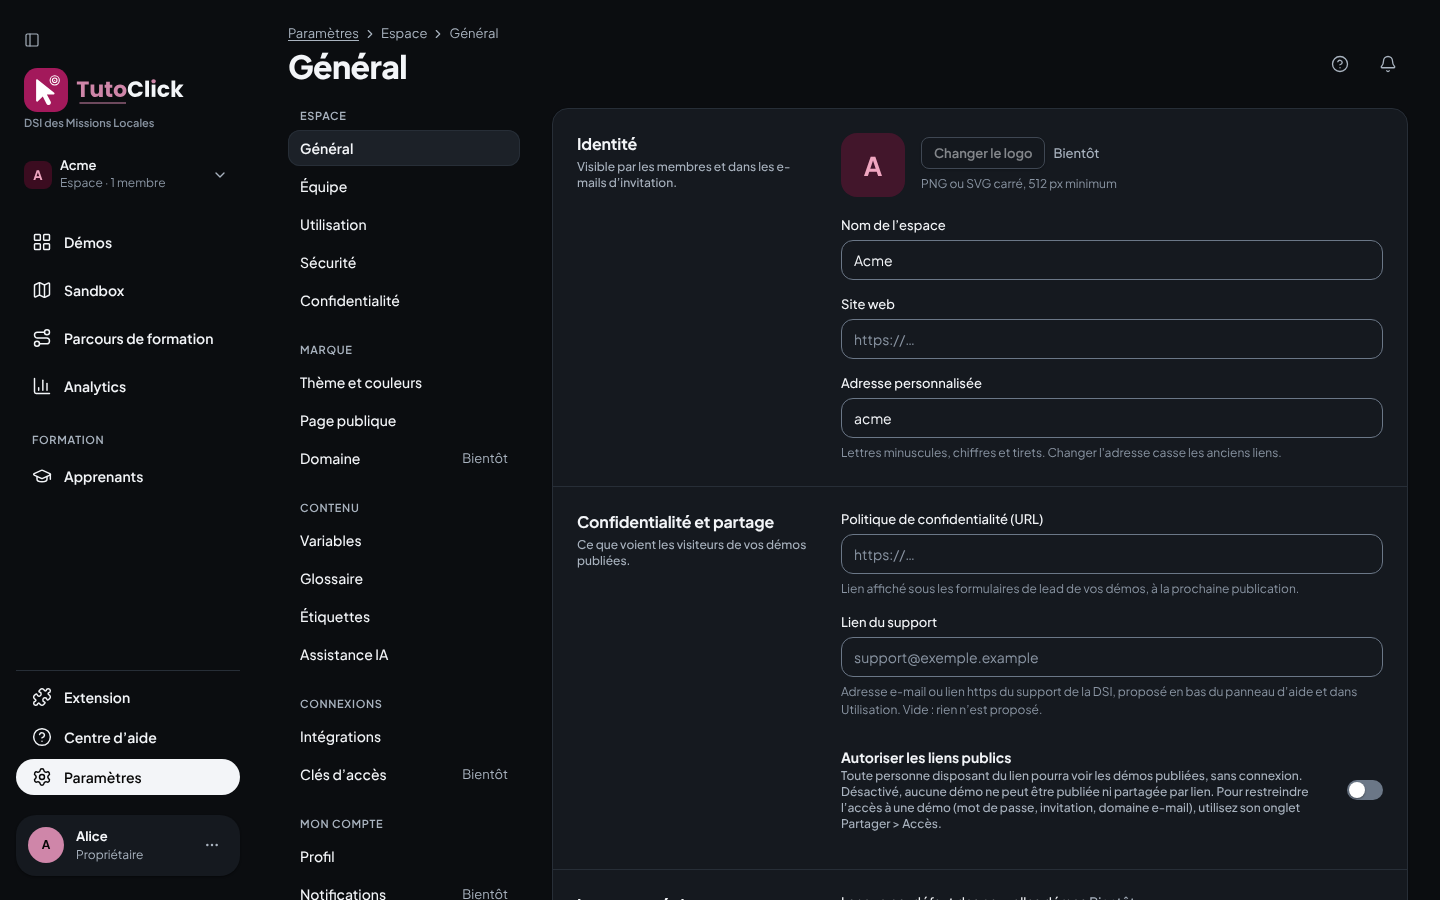 TutoClick
DSI des Missions Locales
A
Acme
Espace · 1 membre
Démos
Sandbox
Parcours de formation
Analytics
FORMATION
Apprenants
Extension
Centre d’aide
Paramètres
A
Alice
Propriétaire
Paramètres > Espace > Général
Général
ESPACE
Général
Équipe
Utilisation
Sécurité
Confidentialité
MARQUE
Thème et couleurs
Page publique
Domaine Bientôt
CONTENU
Variables
Glossaire
Étiquettes
Assistance IA
CONNEXIONS
Intégrations
Clés d’accès Bientôt
MON COMPTE
Profil
Notifications Bientôt
Identité
Visible par les membres et dans les e-
mails d’invitation.
A
Changer le logo Bientôt
PNG ou SVG carré, 512 px minimum
Nom de l’espace
Acme
Site web
https://…
Adresse personnalisée
acme
Lettres minuscules, chiffres et tirets. Changer l’adresse casse les anciens liens.
Confidentialité et partage
Ce que voient les visiteurs de vos démos
publiées.
Politique de confidentialité (URL)
https://…
Lien affiché sous les formulaires de lead de vos démos, à la prochaine publication.
Lien du support
support@exemple.example
Adresse e-mail ou lien https du support de la DSI, proposé en bas du panneau d’aide et dans
Utilisation. Vide : rien n’est proposé.
Autoriser les liens publics
Toute personne disposant du lien pourra voir les démos publiées, sans connexion.
Désactivé, aucune démo ne peut être publiée ni partagée par lien. Pour restreindre
l’accès à une démo (mot de passe, invitation, domaine e-mail), utilisez son onglet
Partager > Accès.